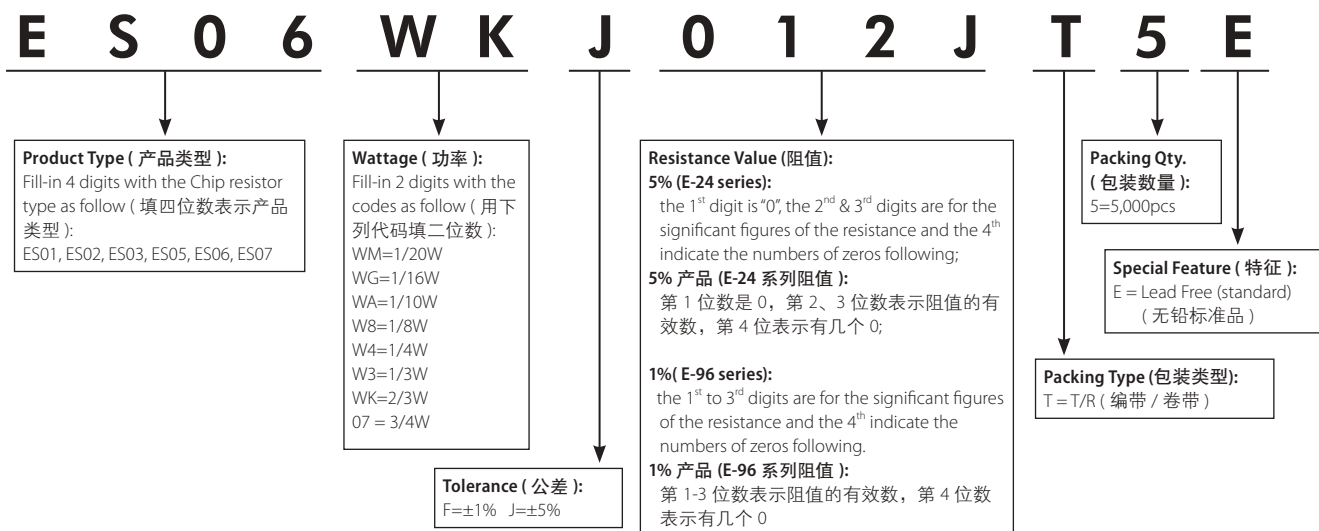 E S 0 6 W K J 0 1 2 J T 5 E
Product Type ( 产品类型 ):
Fill-in 4 digits with the Chip resistor
type as follow ( 填四位数表示产品
类型 ):
ES01, ES02, ES03, ES05, ES06, ES07
Wattage ( 功率 ):
Fill-in 2 digits with the
codes as follow ( 用下
列代码填二位数 ):
WM=1/20W
WG=1/16W
WA=1/10W
W8=1/8W
W4=1/4W
W3=1/3W
WK=2/3W
07 = 3/4W
Tolerance ( 公差 ):
F=±1% J=±5%
Resistance Value (阻值):
5% (E-24 series):
the 1st digit is “0”, the 2nd & 3rd digits are for the
significant figures of the resistance and the 4th
indicate the numbers of zeros following;
5% 产品 (E-24 系列阻值 ):
第 1 位数是 0，第 2、3 位数表示阻值的有
效数，第 4 位表示有几个 0;
1%( E-96 series):
the 1st to 3rd digits are for the significant figures
of the resistance and the 4th indicate the
numbers of zeros following.
1% 产品 (E-96 系列阻值 ):
第 1-3 位数表示阻值的有效数，第 4 位数
表示有几个 0
Packing Qty.
( 包装数量 ):
5=5,000pcs
Special Feature ( 特征 ):
E = Lead Free (standard)
( 无铅标准品 )
Packing Type (包装类型):
T = T/R ( 编带 / 卷带 )